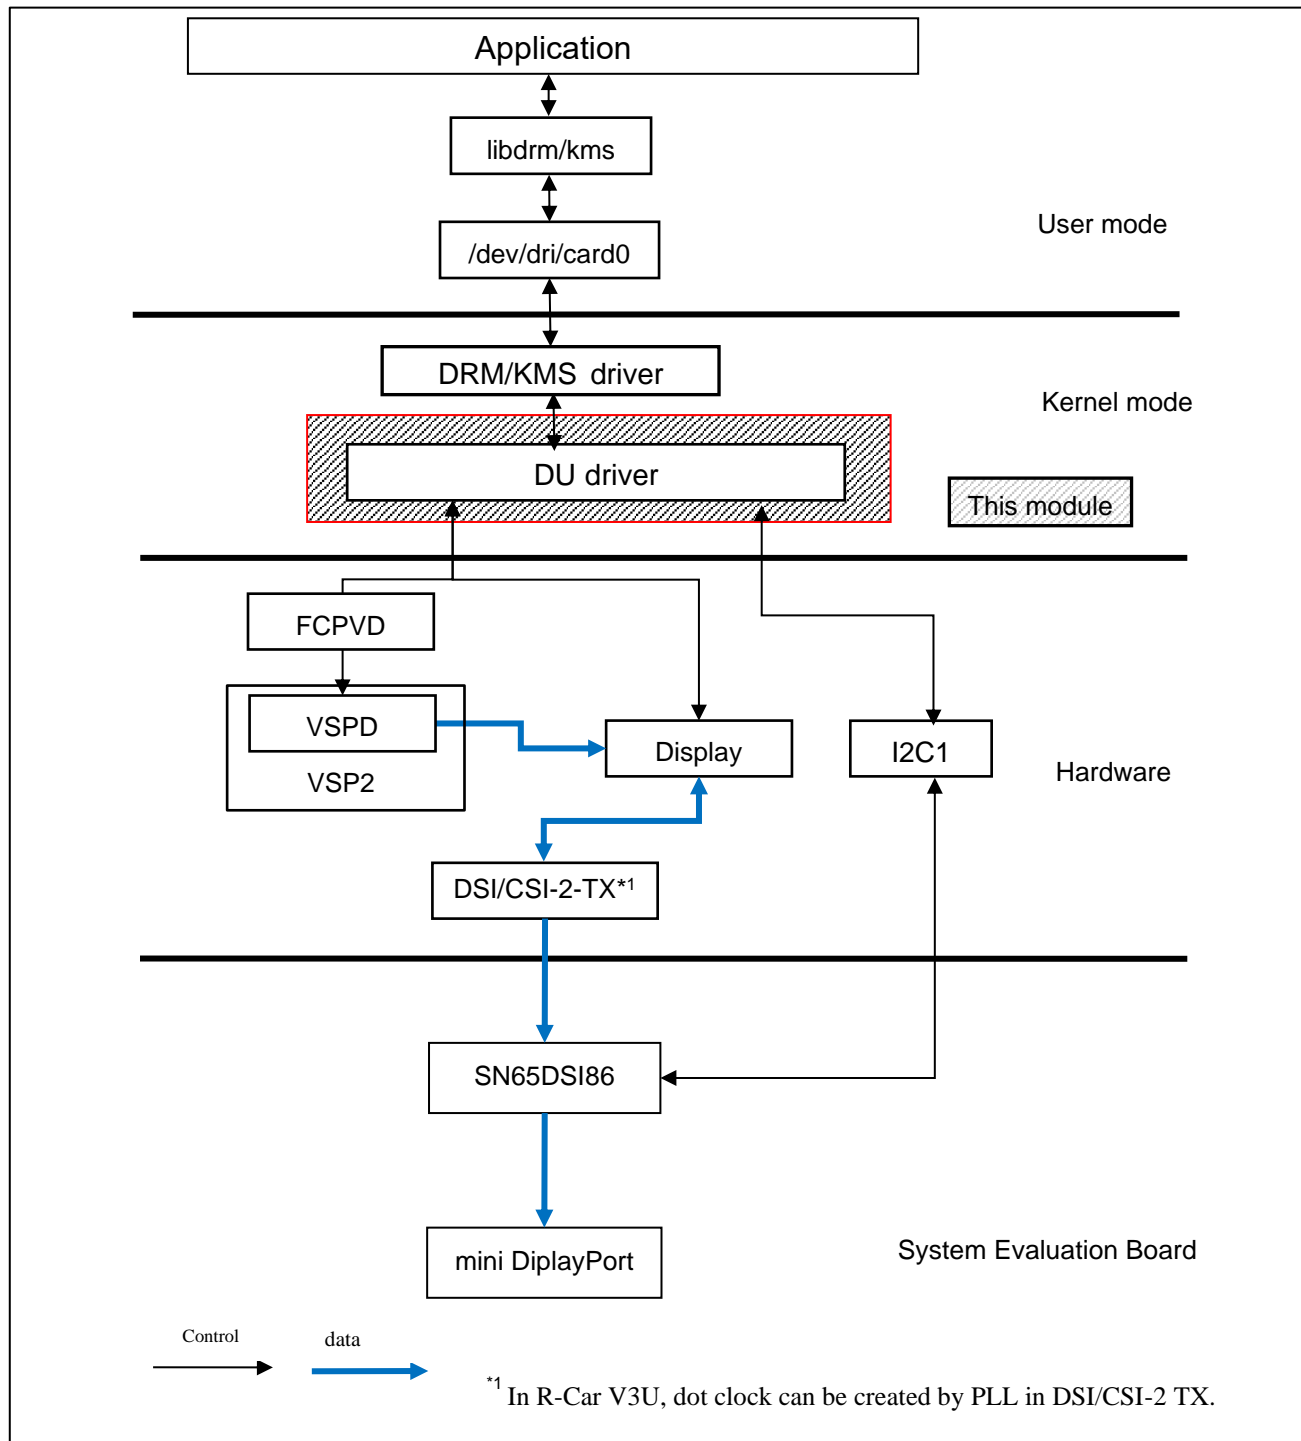 Application
libdrm/kms
/dev/dri/card0
User mode
DRM/KMS driver
Kernel mode
DU driver
This module
FCPVD
VSPD
VSP2
Display
I2C1
Hardware
DSI/CSI-2-TX*1
SN65DSI86
mini DiplayPort
System Evaluation Board
Control
data
*1 In R-Car V3U, dot clock can be created by PLL in DSI/CSI-2 TX.